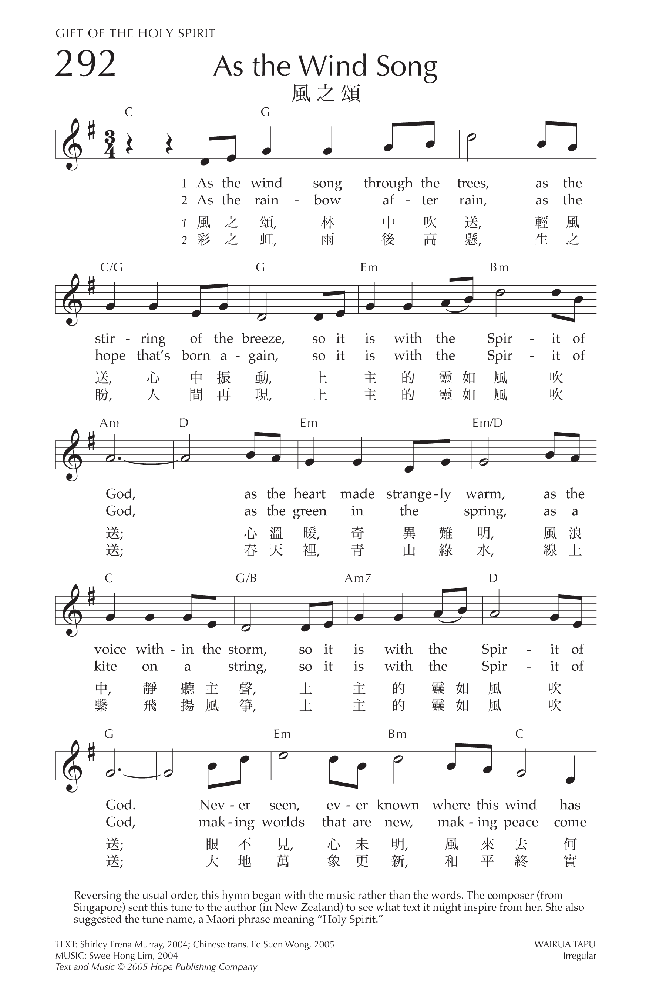 GIFT OF THE HOLY SPIRIT
292
As the Wind Song
風之頌
C G
1 As the wind song through the trees, as the
2 As the rain - bow af - ter rain, as the
1 風 之 頌, 林 中 吹 送, 輕 風
2 彩 之 虹, 雨 後 高 懸, 生 之
C/G G Em Bm
stir - ring of the breeze, so it is with the Spir - it of
hope that’s born a - gain, so it is with the Spir - it of
送, 心 中 振 動, 上 主 的 靈 如 風 吹
盼, 人 間 再 現, 上 主 的 靈 如 風 吹
Am D Em Em/D
God, as the heart made strange - ly warm, as the
God, as the green in the spring, as a
送; 心 溫 暖, 奇 異 難 明, 風 浪
送; 春 天 裡, 青 山 綠 水, 線 上
C G/B Am7 D
voice with - in the storm, so it is with the Spir - it of
kite on a string, so it is with the Spir - it of
中, 靜 聽 主 聲, 上 主 的 靈 如 風 吹
繫 飛 揚 風 箏, 上 主 的 靈 如 風 吹
G Em Bm C
God. Nev - er seen, ev - er known where this wind has
God, mak - ing worlds that are new, mak - ing peace come
送; 眼 不 見, 心 未 明, 風 來 去 何
送; 大 地 萬 象 更 新, 和 平 終 實
Reversing the usual order, this hymn began with the music rather than the words. The composer (from
Singapore) sent this tune to the author (in New Zealand) to see what text it might inspire from her. She also
suggested the tune name, a Maori phrase meaning “Holy Spirit.”
TEXT: Shirley Erena Murray, 2004; Chinese trans. Ee Suen Wong, 2005 WAIRUA TAPU
MUSIC: Swee Hong Lim, 2004 Irregular
Text and Music © 2005 Hope Publishing Company